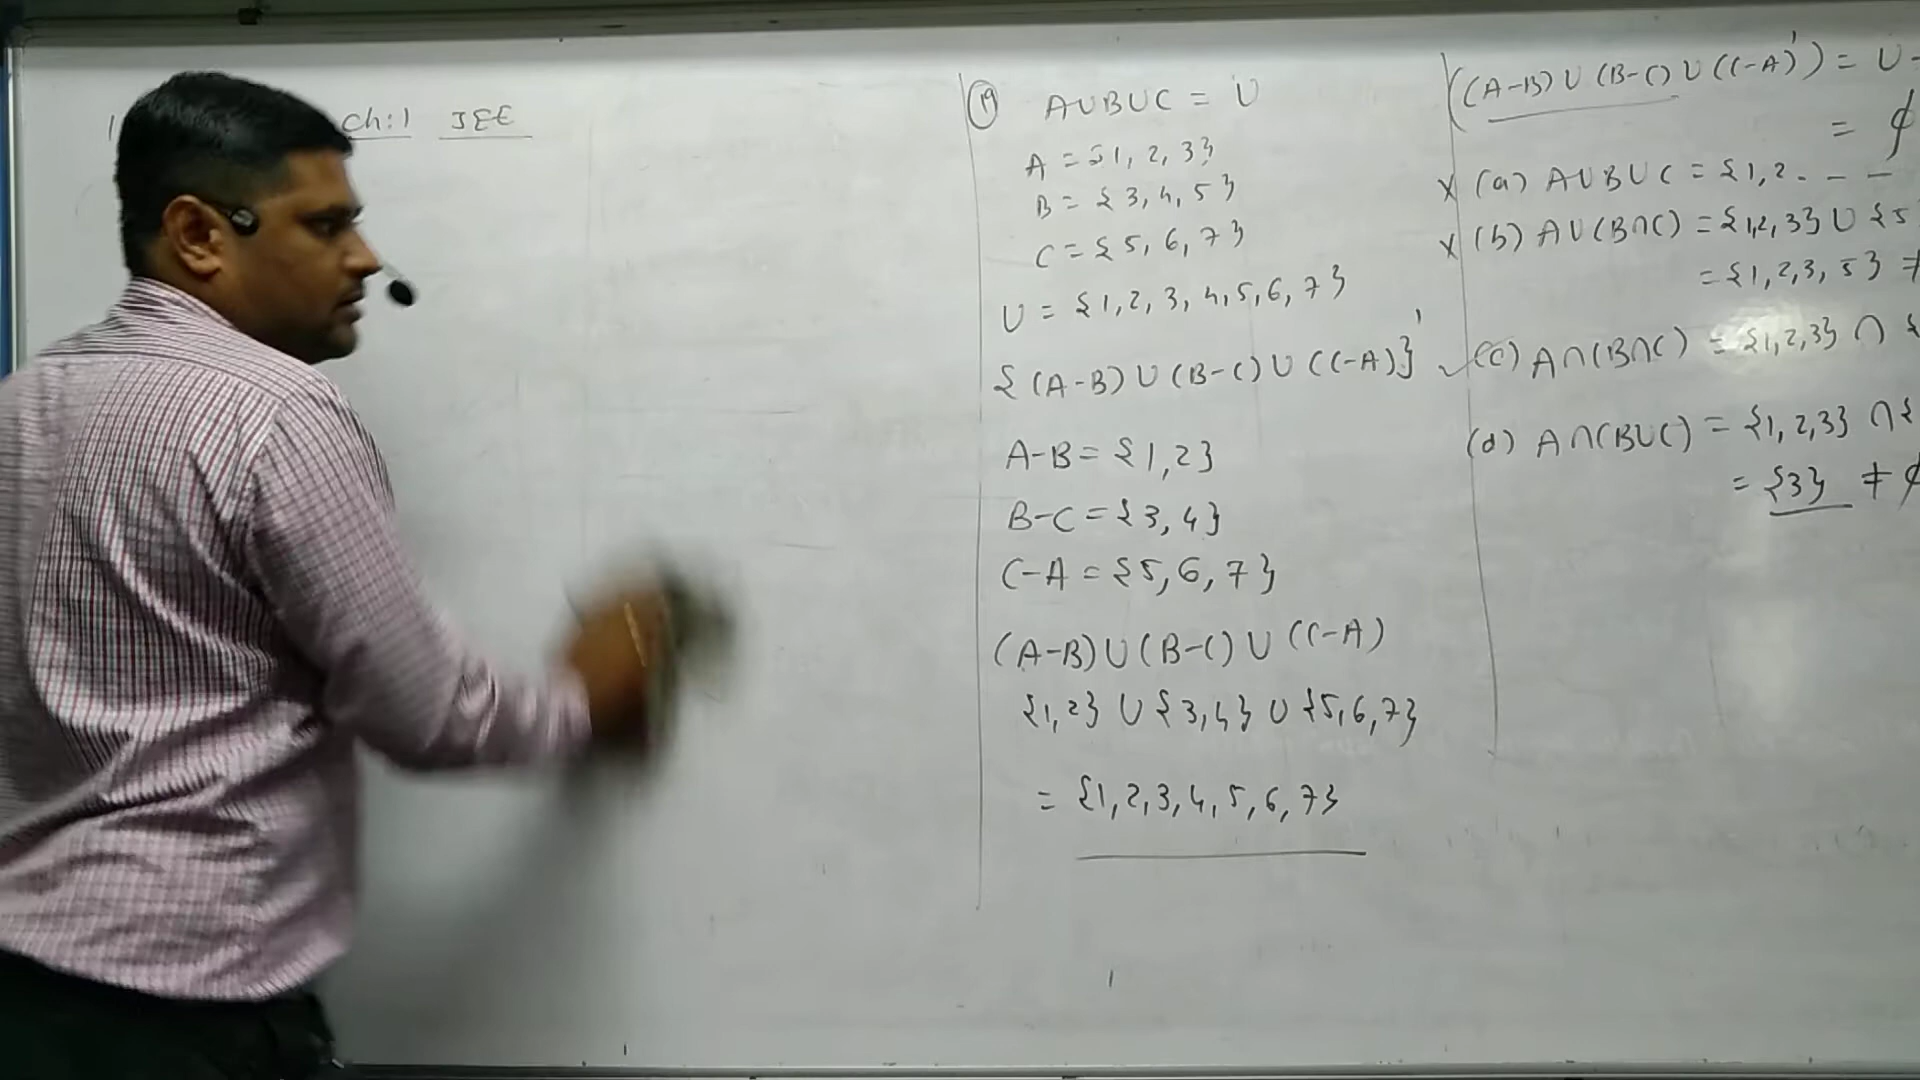 ch:1 JEE
(19) A∪B∪C = U
A = {1, 2, 3}
B = {3, 4, 5}
C = {5, 6, 7}
U = {1, 2, 3, 4, 5, 6, 7}
{(A-B) ∪ (B-C) ∪ (C-A)}'
A-B = {1,2}
B-C = {3, 4}
C-A = {5, 6, 7}
(A-B) ∪ (B-C) ∪ (C-A)
{1,2} ∪ {3,4} ∪ {5,6,7}
= {1, 2, 3, 4, 5, 6, 7}
((A-B) ∪ (B-C) ∪ (C-A)') = U -
= ϕ
x (a) A∪B∪C = {1,2 - - -
x (b) A∪(B∩C) = {1,2,3} ∪ {5
= {1,2,3,5} ≠
✓ (c) A∩(B∩C) = {1,2,3} ∩ {
(d) A∩(B∪C) = {1,2,3} ∩ {
= {3} ≠ ϕ